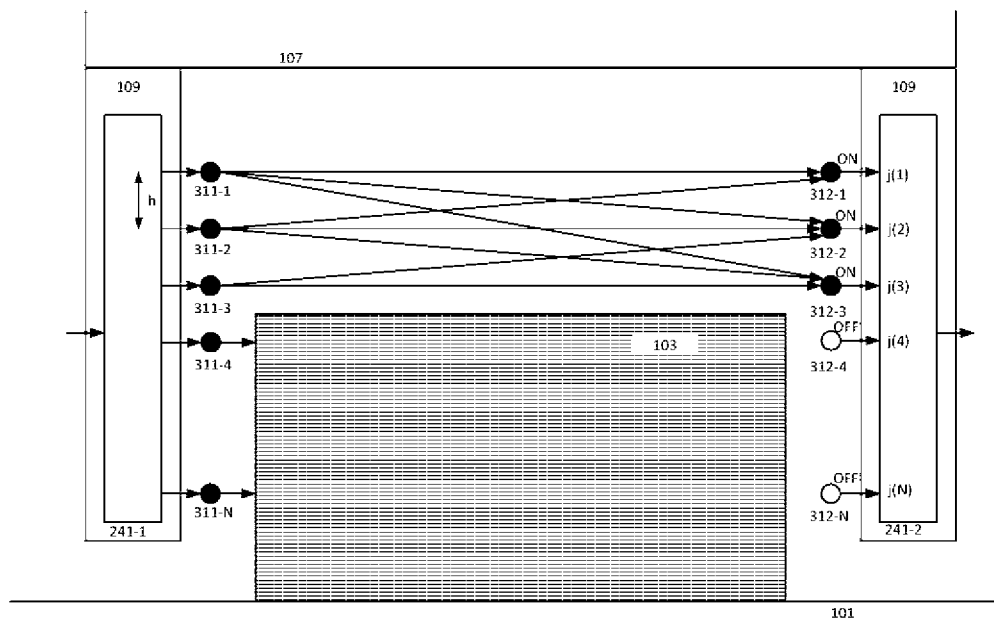 107
109
109
ON
311-1
312-1
j(1)
h
ON
311-2
312-2
j(2)
ON
311-3
312-3
j(3)
OFF
103
311-4
312-4
j(4)
OFF
311-N
312-N
j(N)
241-1
241-2
101